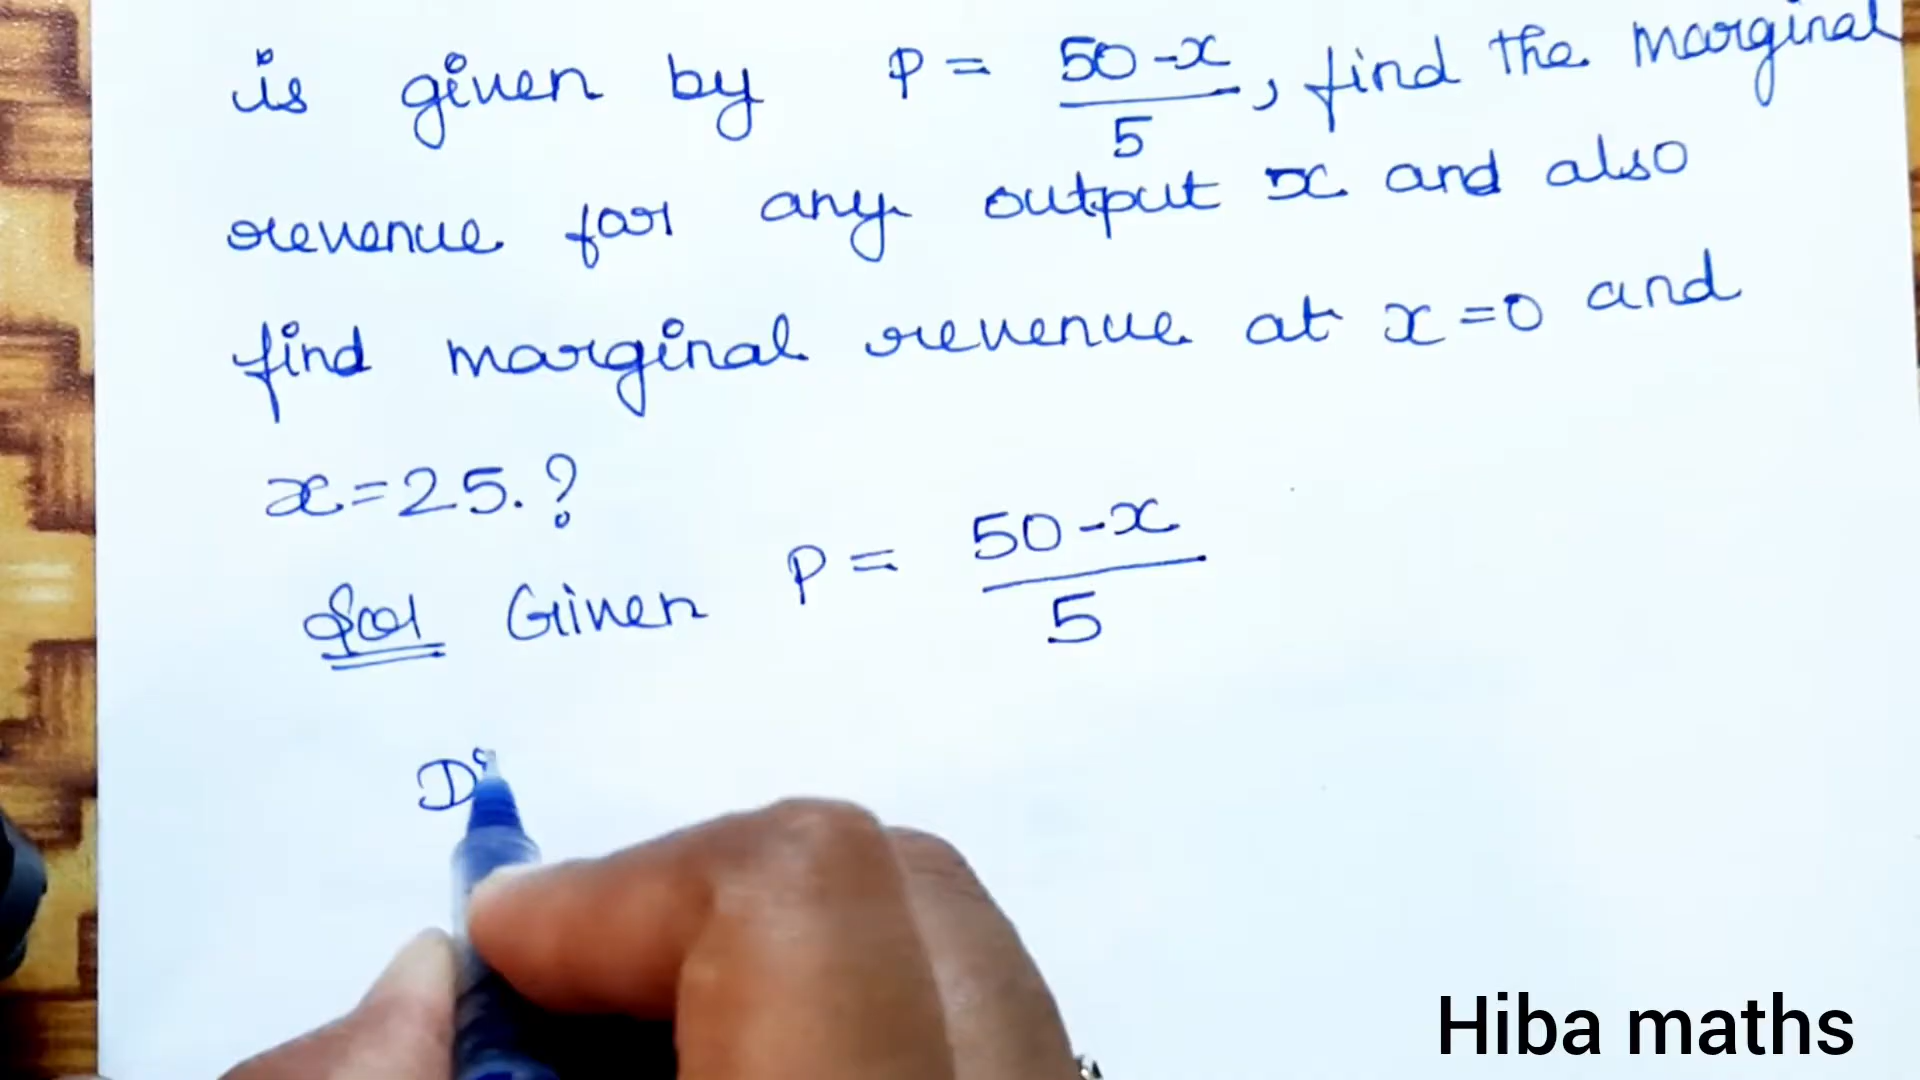 is given by P = 50-x / 5, find the marginal
revenue for any output x and also
find marginal revenue at x=0 and
x=25.?
Sol Given P = 50-x / 5
Di
Hiba maths